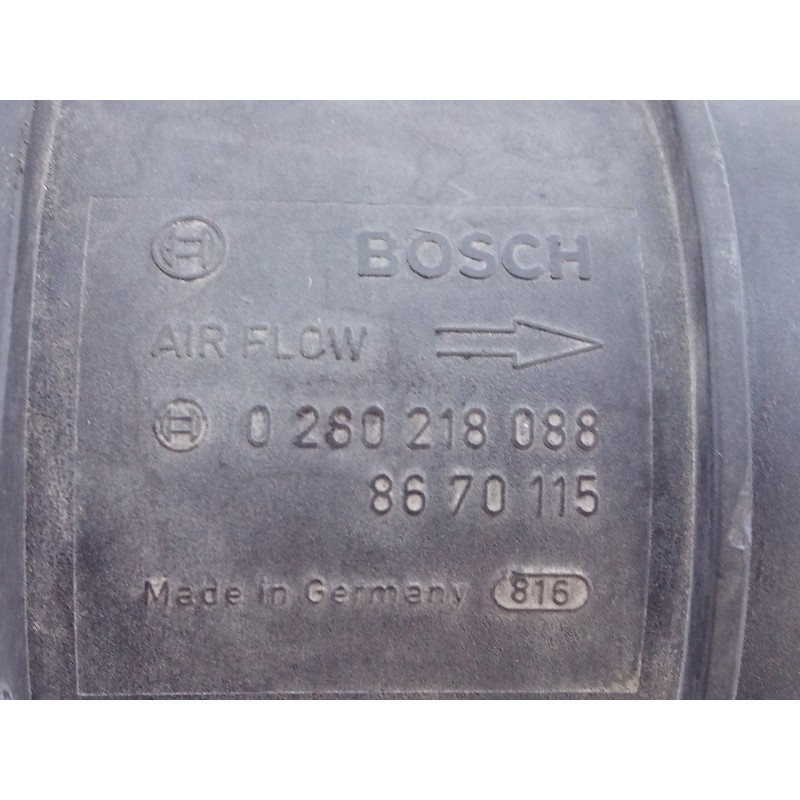 BOSCH
AIR FLOW
0 280 218 088
86 70 115
Made in Germany 816